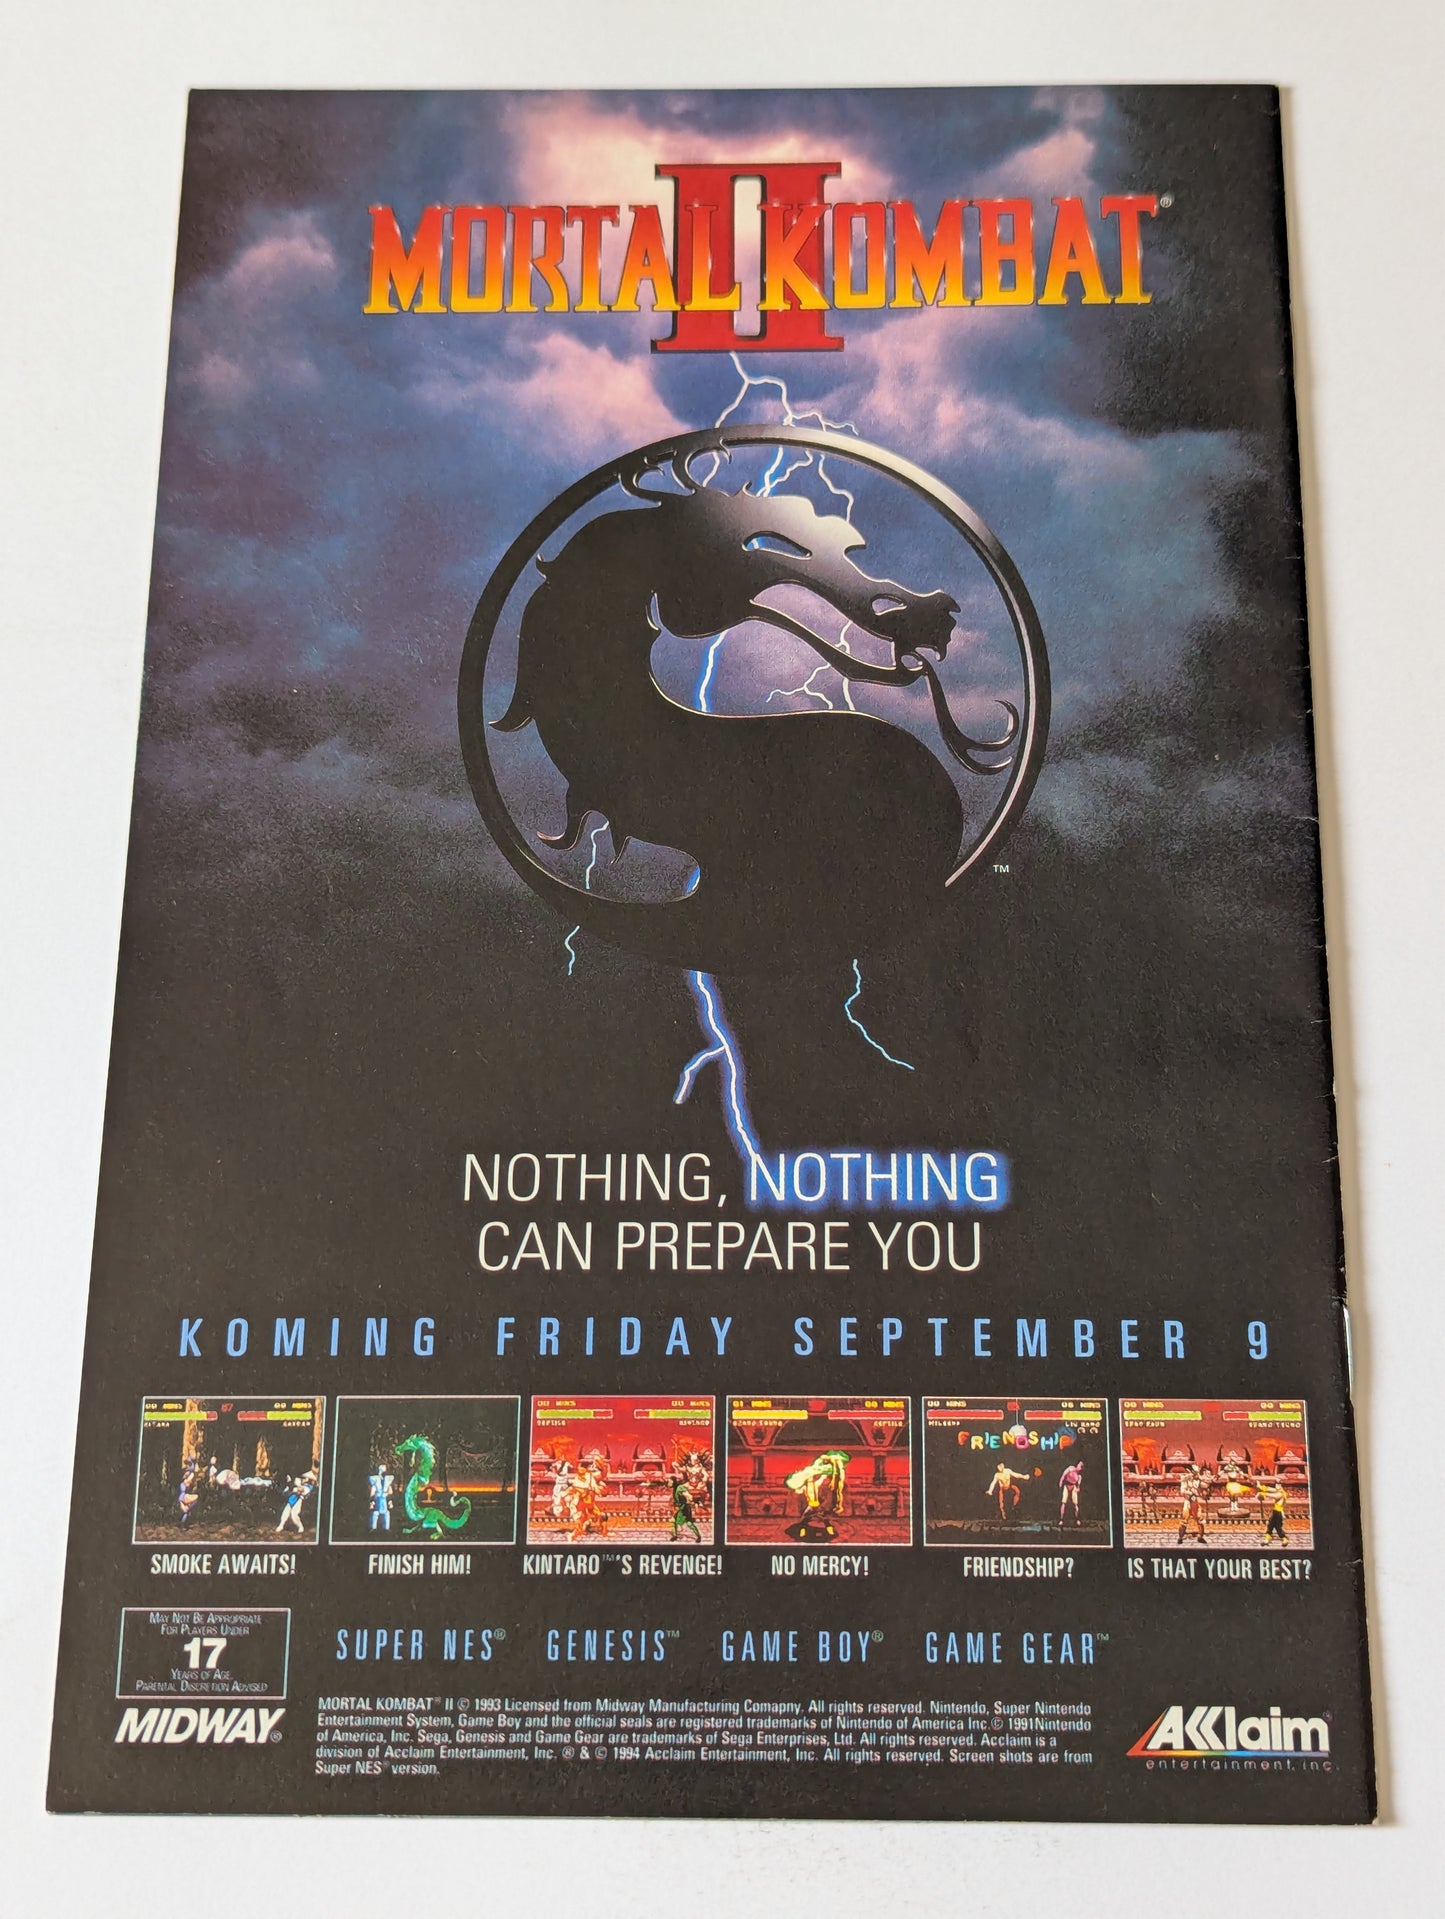 II
MORTAL KOMBAT®
TM
NOTHING, NOTHING
CAN PREPARE YOU
KOMING FRIDAY SEPTEMBER 9
FRIENDSHIP
SMOKE AWAITS!
FINISH HIM!
KINTARO™'S REVENGE!
NO MERCY!
FRIENDSHIP?
IS THAT YOUR BEST?
MAY NOT BE APPROPRIATE
FOR PLAYERS UNDER
17
YEARS OF AGE.
PARENTAL DISCRETION ADVISED
SUPER NES® GENESIS™ GAME BOY® GAME GEAR™
MIDWAY®
MORTAL KOMBAT® II © 1993 Licensed from Midway Manufacturing Comapny. All rights reserved. Nintendo, Super Nintendo
Entertainment System, Game Boy and the official seals are registered trademarks of Nintendo of America Inc.© 1991Nintendo
of America, Inc. Sega, Genesis and Game Gear are trademarks of Sega Enterprises, Ltd. All rights reserved. Acclaim is a
division of Acclaim Entertainment, Inc. ® & © 1994 Acclaim Entertainment, Inc. All rights reserved. Screen shots are from
Super NES® version.
AKKlaim
entertainment, inc.